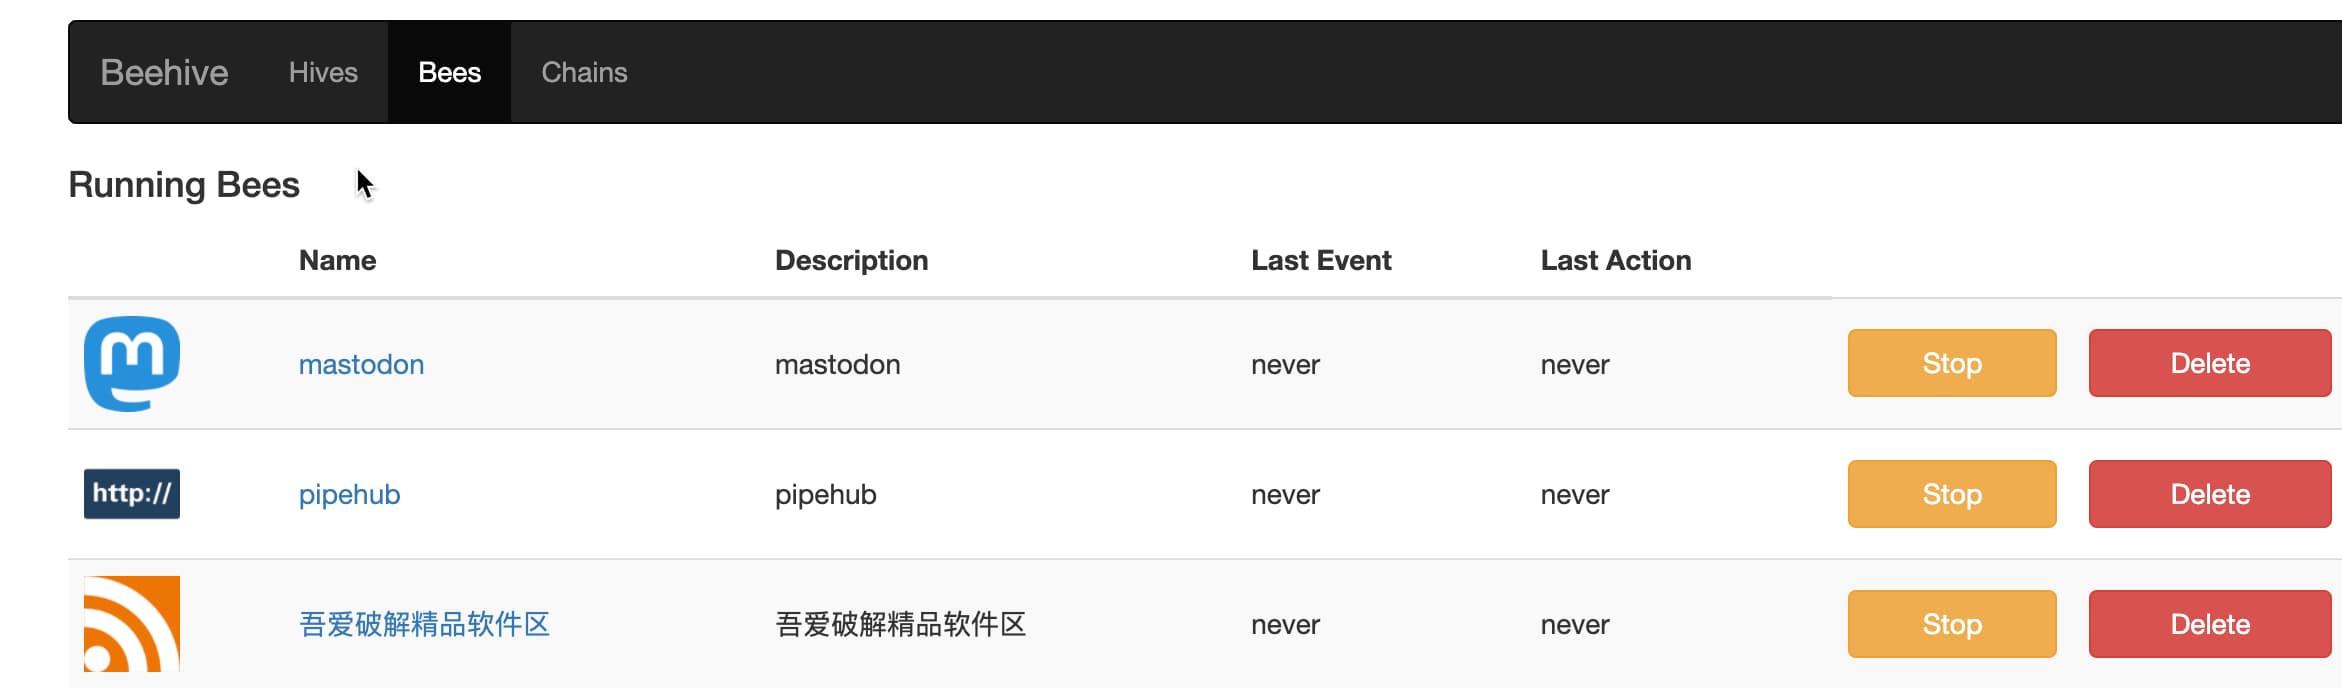 Beehive Hives Bees Chains
Running Bees
Name Description Last Event Last Action
mastodon mastodon never never Stop Delete
http:// pipehub pipehub never never Stop Delete
吾爱破解精品软件区 吾爱破解精品软件区 never never Stop Delete